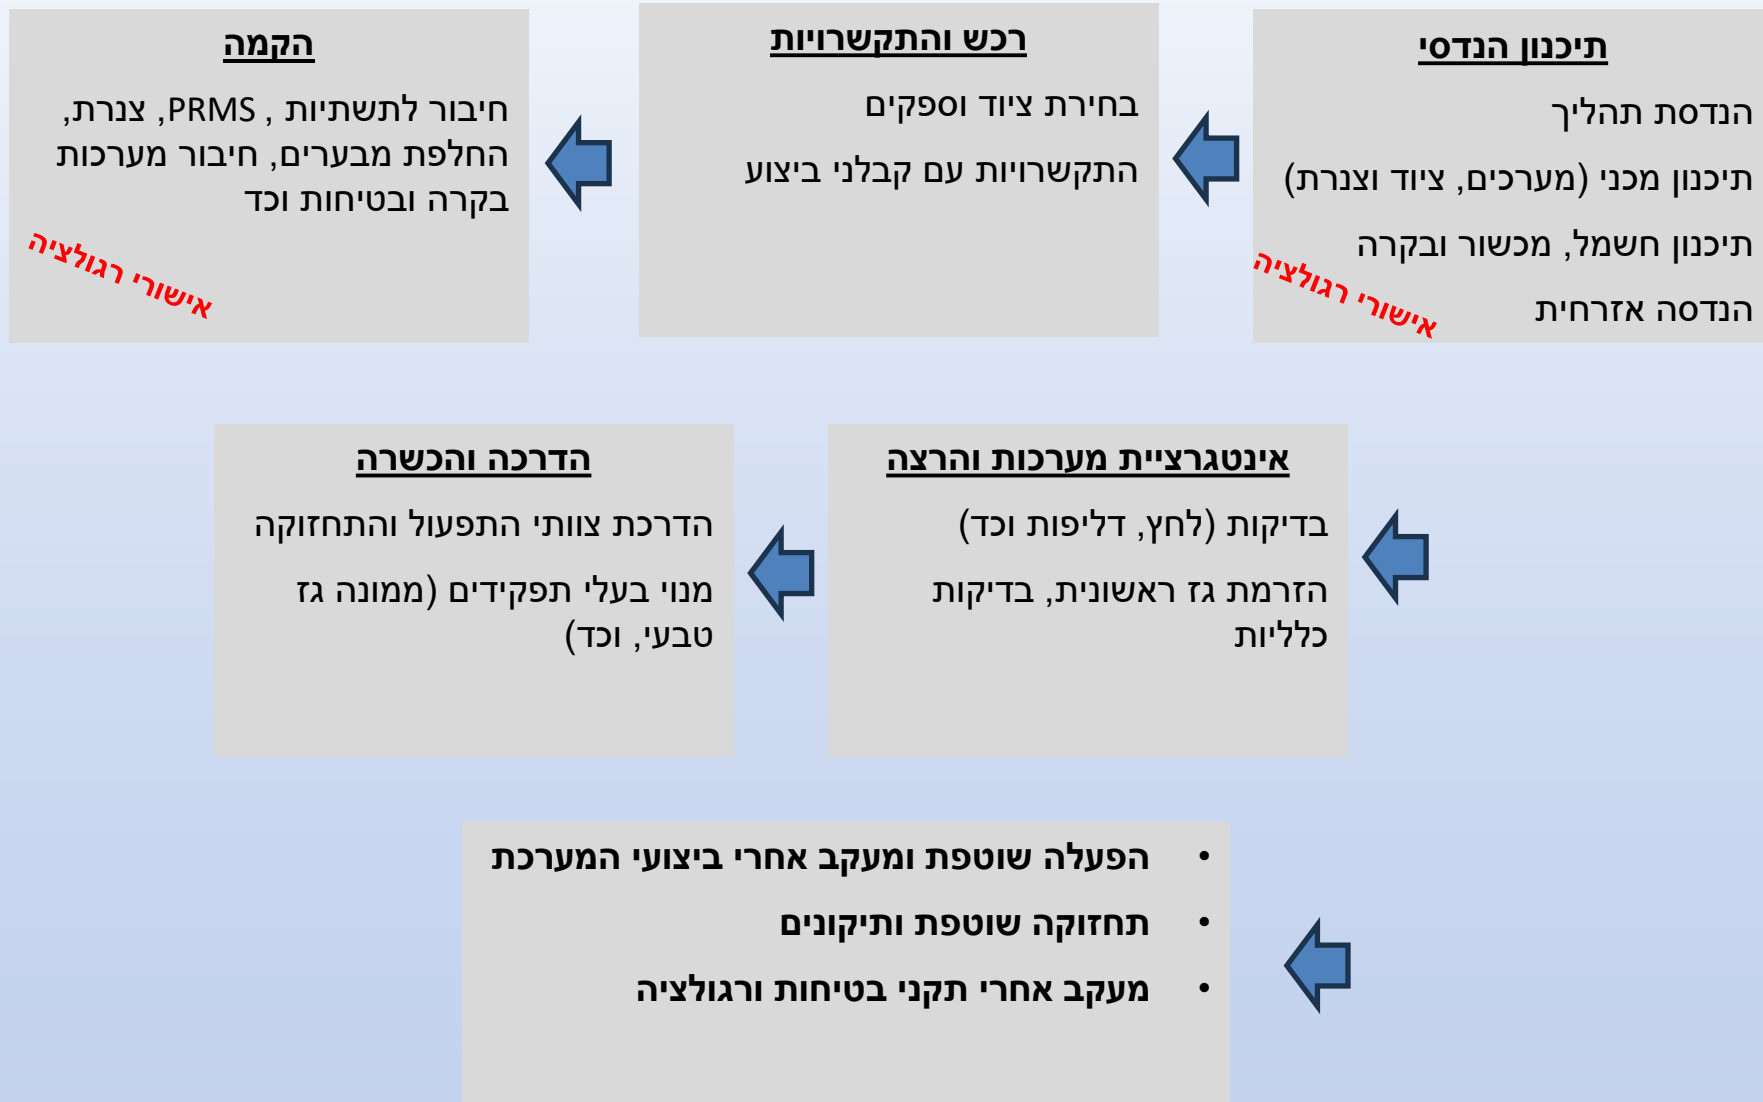 תיכנון הנדסי
הנדסת תהליך
תיכנון מכני (מערכים, ציוד וצנרת)
תיכנון חשמל, מכשור ובקרה
הנדסה אזרחית
אישורי רגולציה
רכש והתקשרויות
בחירת ציוד וספקים
התקשרויות עם קבלני ביצוע
הקמה
חיבור לתשתיות , PRMS, צנרת,
החלפת מבערים, חיבור מערכות
בקרה ובטיחות וכד
אישורי רגולציה
אינטגרציית מערכות והרצה
בדיקות (לחץ, דליפות וכד)
הזרמת גז ראשונית, בדיקות
כלליות
הדרכה והכשרה
הדרכת צוותי התפעול והתחזוקה
מנוי בעלי תפקידים (ממונה גז
טבעי, וכד)
• הפעלה שוטפת ומעקב אחרי ביצועי המערכת
• תחזוקה שוטפת ותיקונים
• מעקב אחרי תקני בטיחות ורגולציה